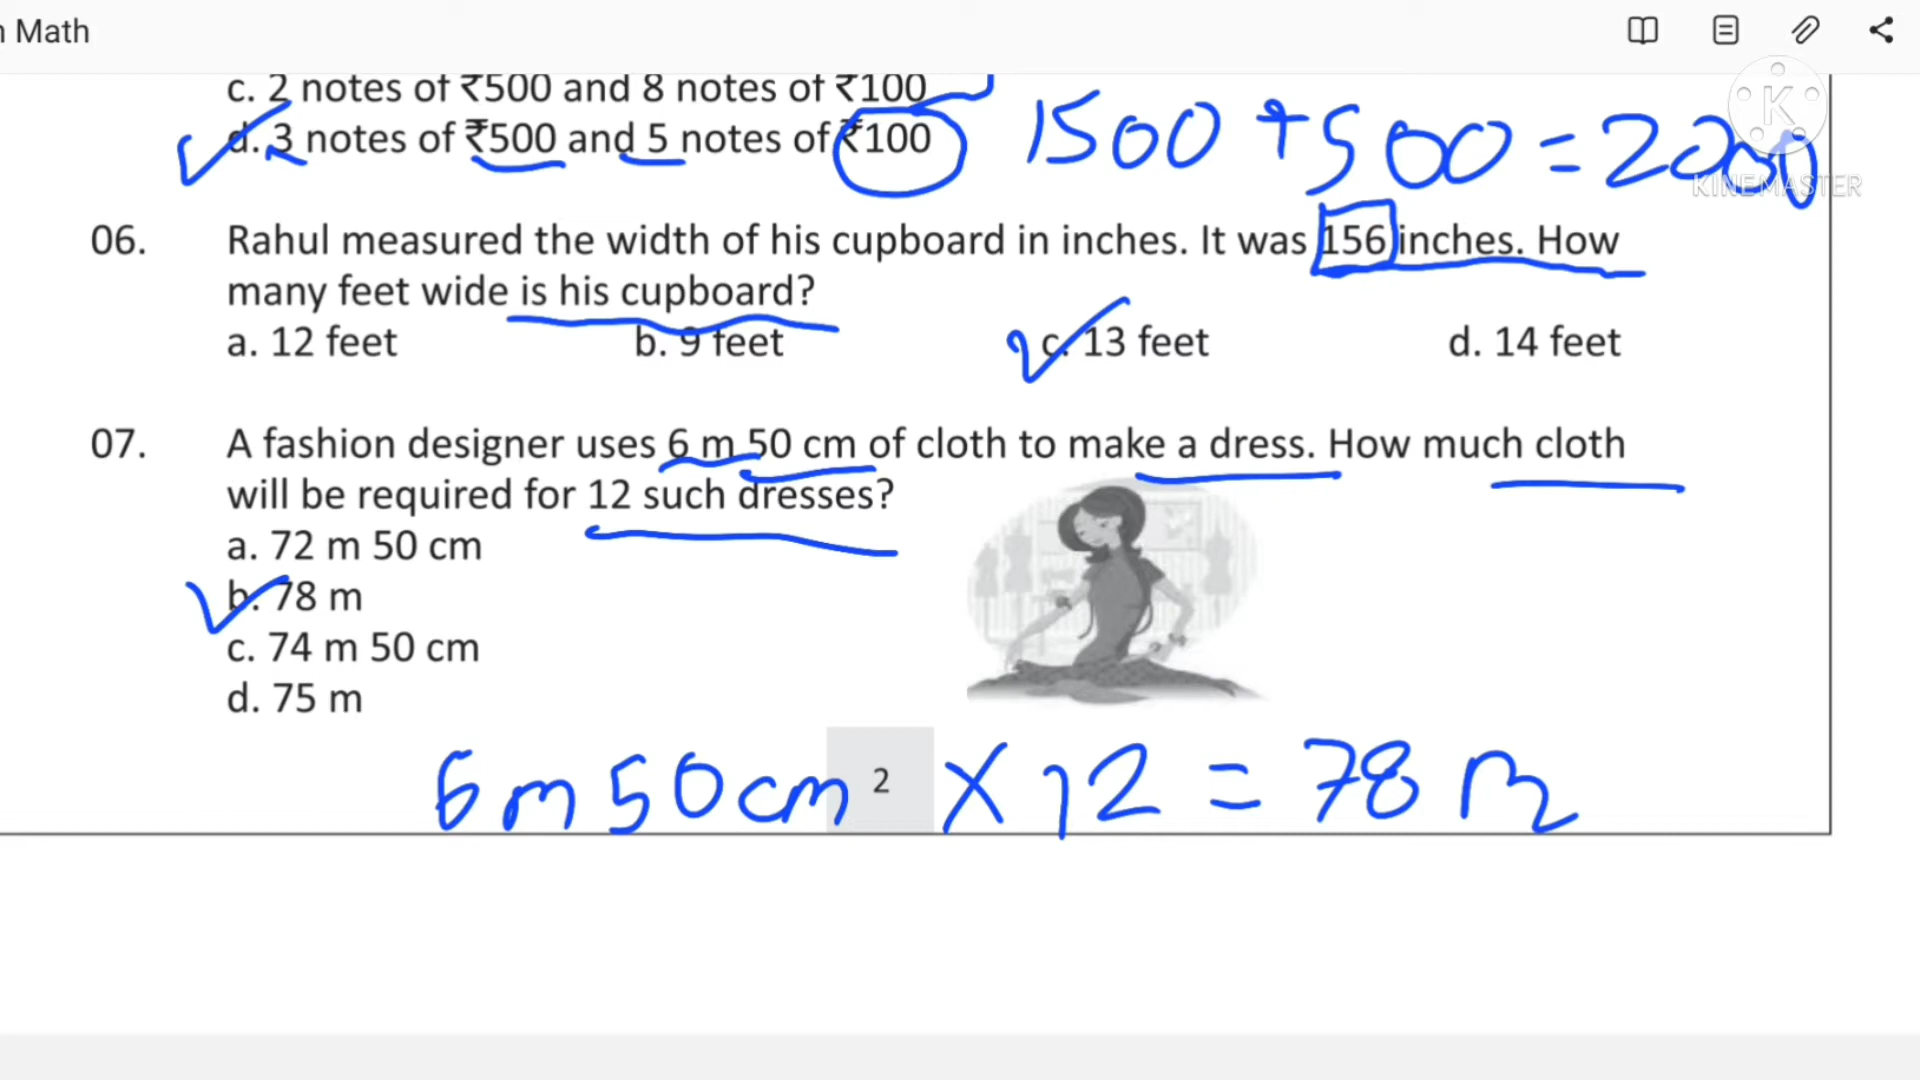 Math
c. 2 notes of ₹500 and 8 notes of ₹100
d. 3 notes of ₹500 and 5 notes of ₹100
1500 + 500 = 2000
KINEMASTER
06. Rahul measured the width of his cupboard in inches. It was 156 inches. How
many feet wide is his cupboard?
a. 12 feet b. 9 feet c. 13 feet d. 14 feet
07. A fashion designer uses 6 m 50 cm of cloth to make a dress. How much cloth
will be required for 12 such dresses?
a. 72 m 50 cm
b. 78 m
c. 74 m 50 cm
d. 75 m
2
6m 50cm × 12 = 78 m